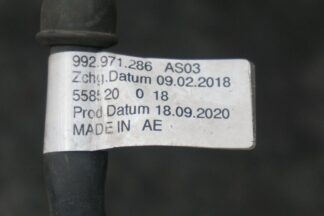 992.971.286 AS03
Zchg.Datum 09.02.2018
558520 0 18
Prod.Datum 18.09.2020
MADE IN AE